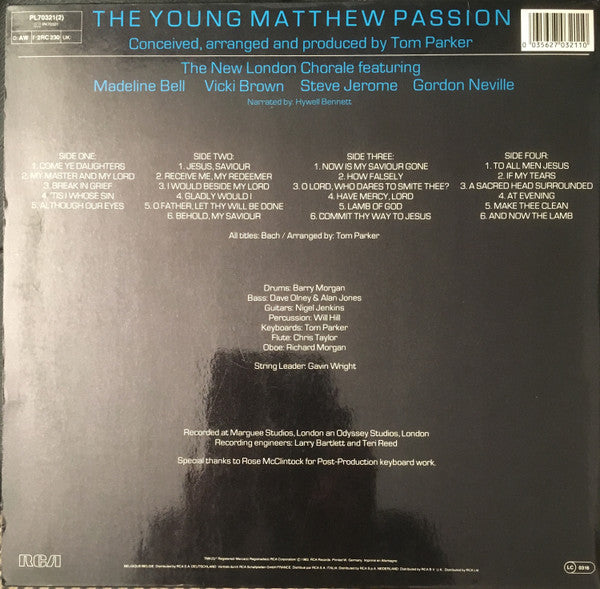 PL70321(2)
THE YOUNG MATTHEW PASSION
Conceived, arranged and produced by Tom Parker
0 035627 032110
The New London Chorale featuring
Madeline Bell Vicki Brown Steve Jerome Gordon Neville
Narrated by: Hywell Bennett
SIDE ONE:
1. COME YE DAUGHTERS
2. MY MASTER AND MY LORD
3. BREAK IN GRIEF
4. 'TIS I WHOSE SIN
5. ALTHOUGH OUR EYES
SIDE TWO:
1. JESUS, SAVIOUR
2. RECEIVE ME, MY REDEEMER
3. I WOULD BESIDE MY LORD
4. GLADLY WOULD I
5. O FATHER, LET THY WILL BE DONE
6. BEHOLD, MY SAVIOUR
SIDE THREE:
1. NOW IS MY SAVIOUR GONE
2. HOW FALSELY
3. O LORD, WHO DARES TO SMITE THEE?
4. HAVE MERCY, LORD
5. LAMB OF GOD
6. COMMIT THY WAY TO JESUS
SIDE FOUR:
1. TO ALL MEN JESUS
2. IF MY TEARS
3. A SACRED HEAD SURROUNDED
4. AT EVENING
5. MAKE THEE CLEAN
6. AND NOW THE LAMB
All titles: Bach / Arranged by: Tom Parker
Drums: Barry Morgan
Bass: Dave Olney & Alan Jones
Guitars: Nigel Jenkins
Percussion: Will Hill
Keyboards: Tom Parker
Flute: Chris Taylor
Oboe: Richard Morgan
String Leader: Gavin Wright
Recorded at Marquee Studios, London an Odyssey Studios, London
Recording engineers: Larry Bartlett and Teri Reed
Special thanks to Rose McClintock for Post-Production keyboard work.
RCA
LC 0316